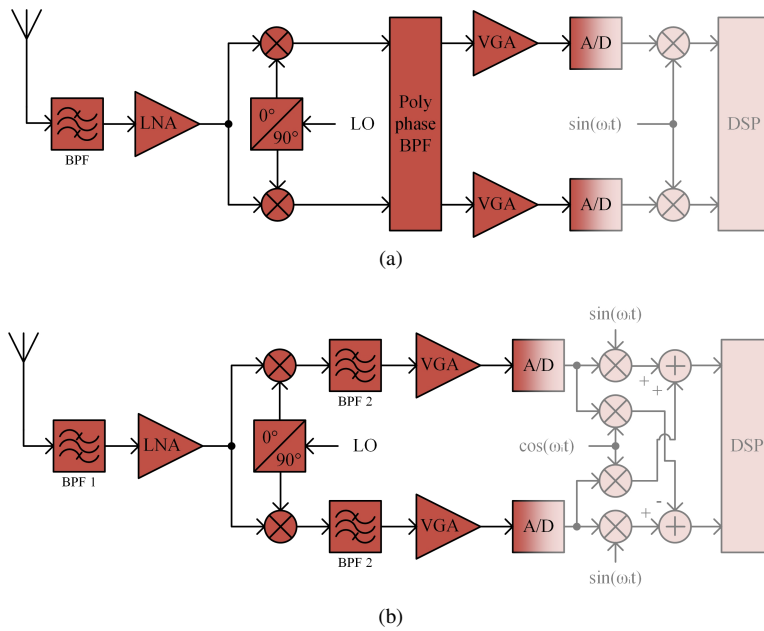 BPF
LNA
0°
90°
LO
Poly
phase
BPF
VGA
A/D
VGA
A/D
sin(ωᵢt)
DSP
(a)
BPF 1
LNA
0°
90°
LO
BPF 2
VGA
A/D
BPF 2
VGA
A/D
sin(ωᵢt)
+
+
cos(ωᵢt)
-
+
sin(ωᵢt)
DSP
(b)